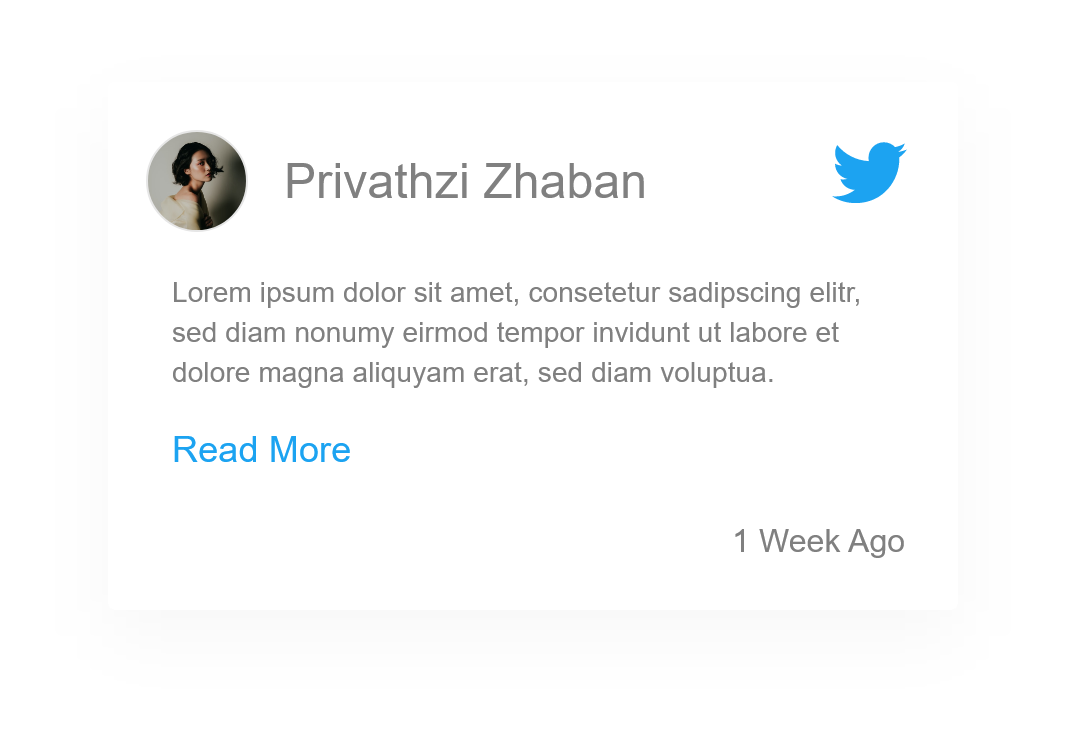 Privathzi Zhaban
Lorem ipsum dolor sit amet, consetetur sadipscing elitr,
sed diam nonumy eirmod tempor invidunt ut labore et
dolore magna aliquyam erat, sed diam voluptua.
Read More
1 Week Ago